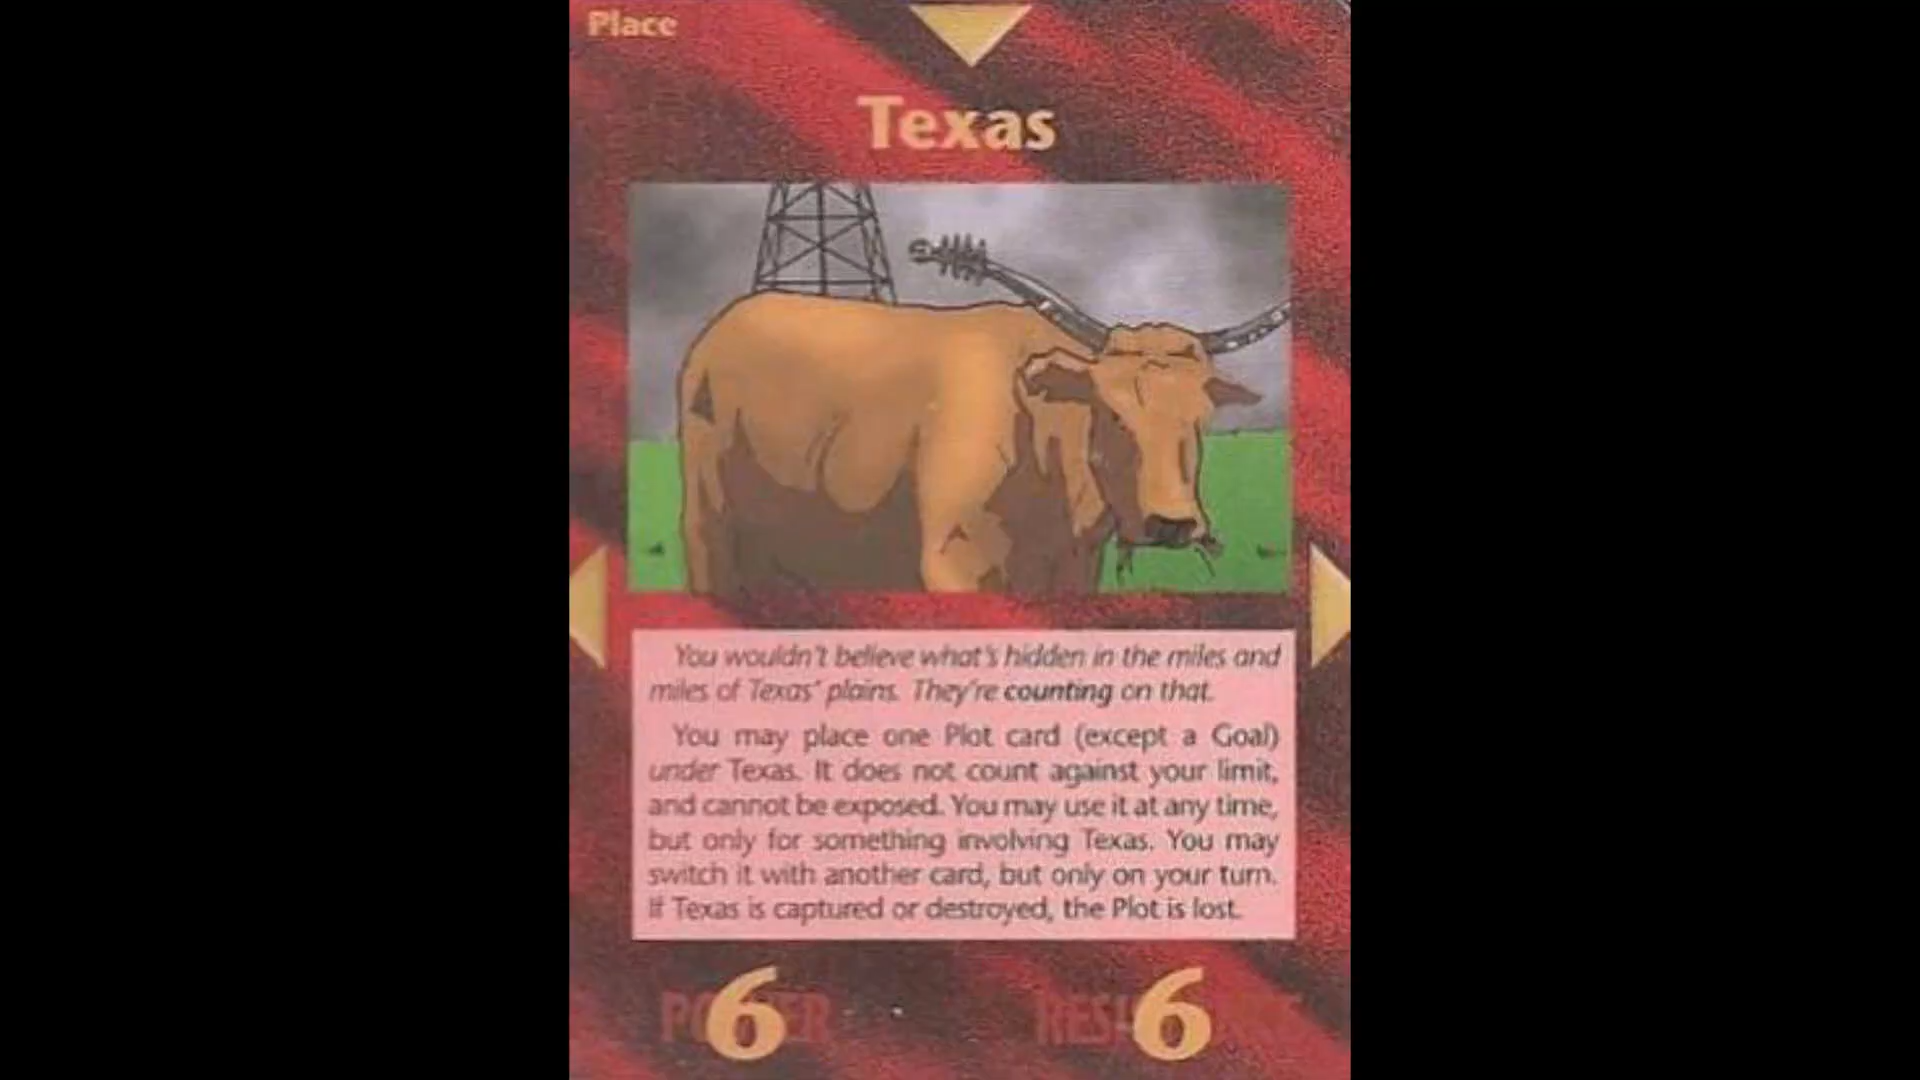 Place
Texas
You wouldn't believe what's hidden in the miles and
miles of Texas' plains. They're counting on that.
You may place one Plot card (except a Goal)
under Texas. It does not count against your limit,
and cannot be exposed. You may use it at any time,
but only for something involving Texas. You may
switch it with another card, but only on your turn.
If Texas is captured or destroyed, the Plot is lost.
6 6